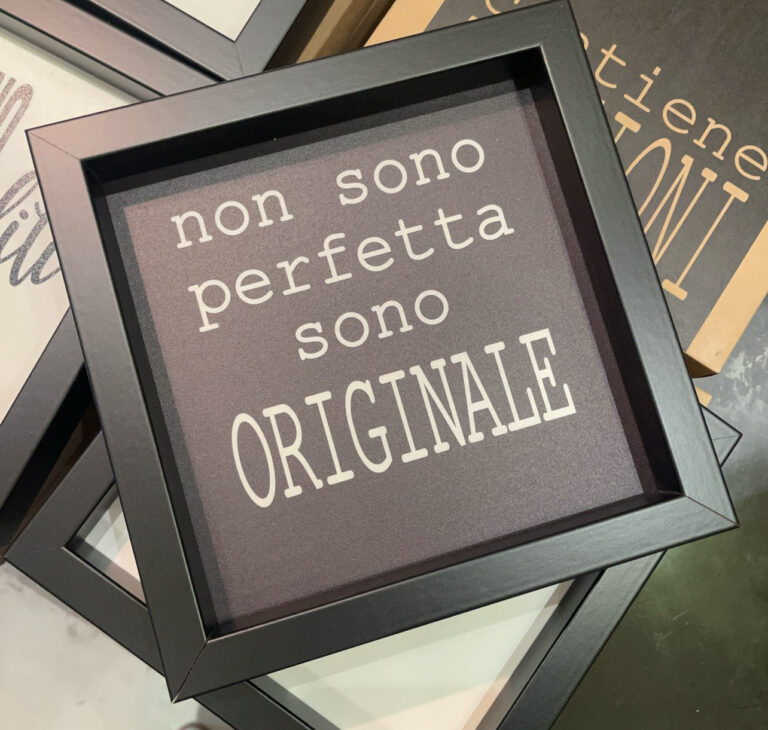 non sono
perfetta
sono
ORIGINALE